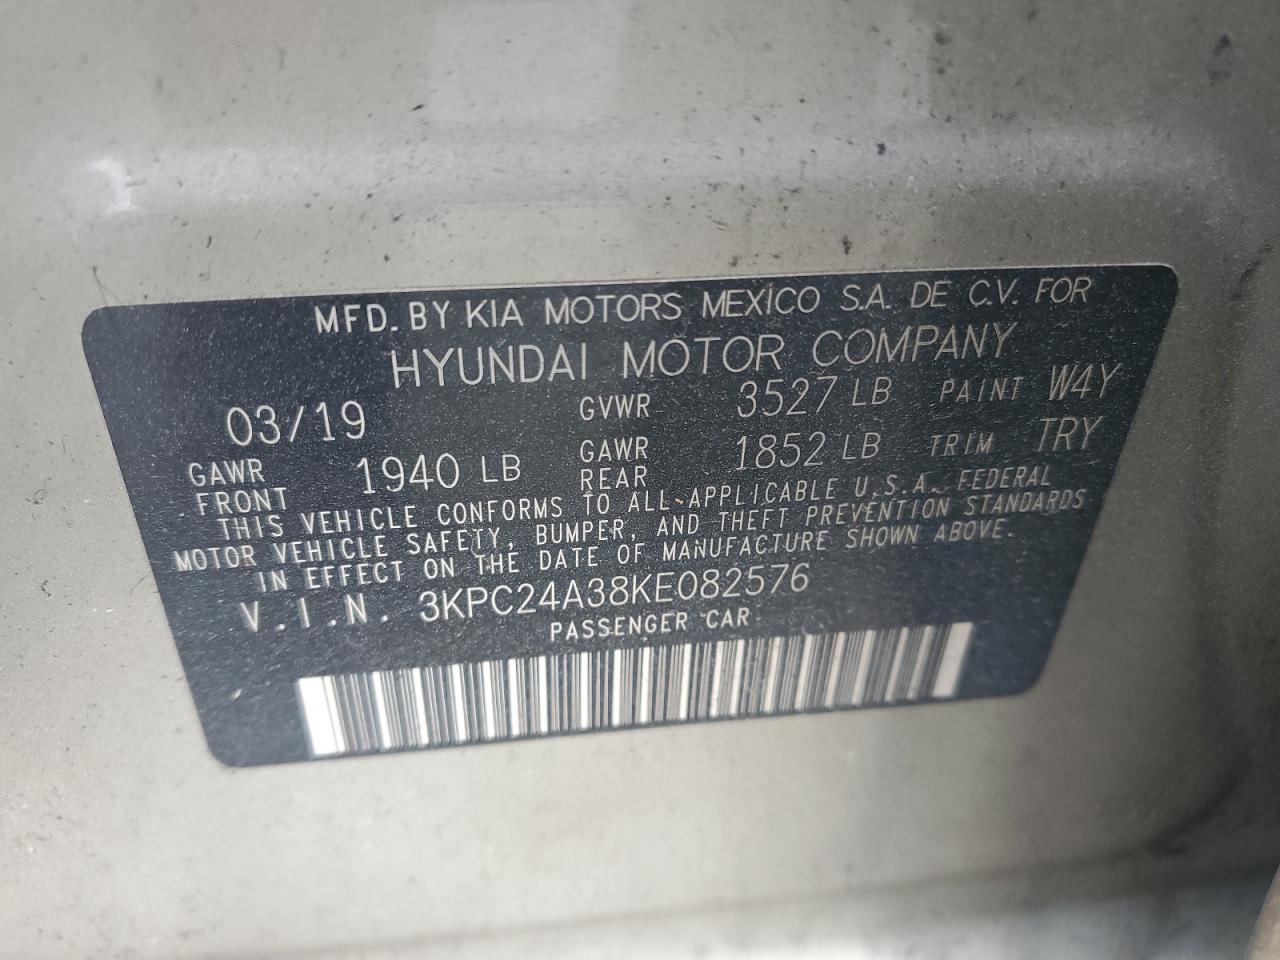 MFD. BY KIA MOTORS MEXICO S.A. DE C.V. FOR
HYUNDAI MOTOR COMPANY
03/19 GVWR 3527 LB PAINT W4Y
GAWR FRONT 1940 LB GAWR REAR 1852 LB TRIM TRY
THIS VEHICLE CONFORMS TO ALL APPLICABLE U.S.A. FEDERAL
MOTOR VEHICLE SAFETY, BUMPER, AND THEFT PREVENTION STANDARDS
IN EFFECT ON THE DATE OF MANUFACTURE SHOWN ABOVE.
V.I.N. 3KPC24A38KE082576
PASSENGER CAR